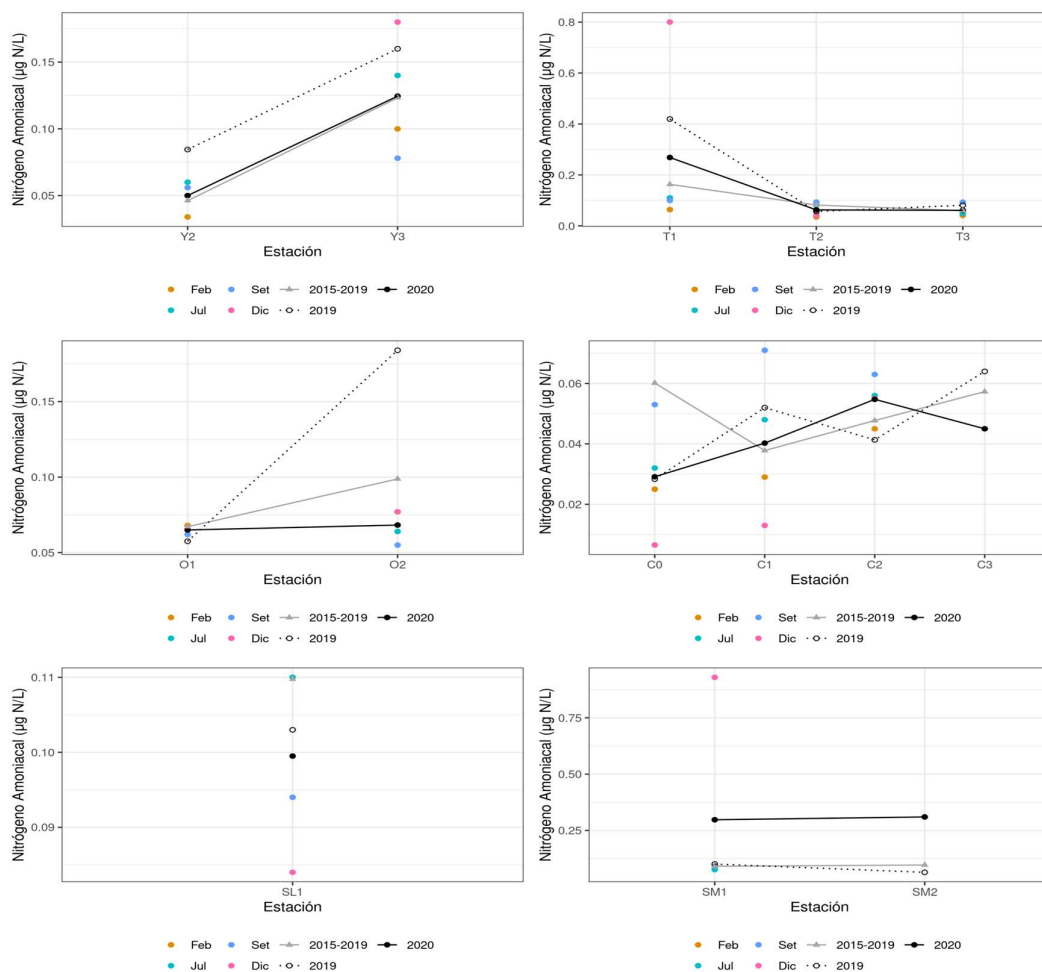 Nitrógeno Amoniacal (µg N/L)
0.15
0.10
0.05
Y2 Y3
Estación
Feb Set 2015-2019 2020
Jul Dic 2019
Nitrógeno Amoniacal (µg N/L)
0.8
0.6
0.4
0.2
0.0
T1 T2 T3
Estación
Feb Set 2015-2019 2020
Jul Dic 2019
Nitrógeno Amoniacal (µg N/L)
0.15
0.10
0.05
O1 O2
Estación
Feb Set 2015-2019 2020
Jul Dic 2019
Nitrógeno Amoniacal (µg N/L)
0.06
0.04
0.02
C0 C1 C2 C3
Estación
Feb Set 2015-2019 2020
Jul Dic 2019
Nitrógeno Amoniacal (µg N/L)
0.11
0.10
0.09
SL1
Estación
Feb Set 2015-2019 2020
Jul Dic 2019
Nitrógeno Amoniacal (µg N/L)
0.75
0.50
0.25
SM1 SM2
Estación
Feb Set 2015-2019 2020
Jul Dic 2019